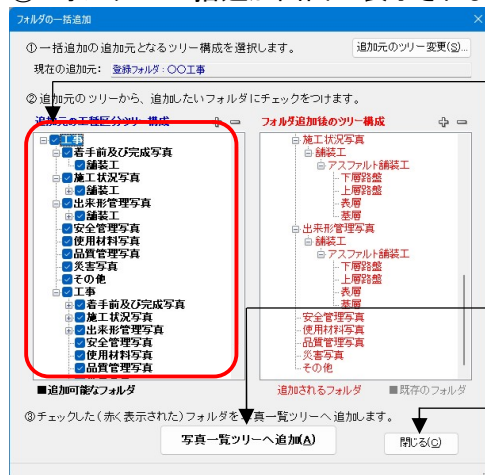 フォルダの一括追加
①一括追加の追加元となるツリー構成を選択します。
追加元のツリー変更(S)...
現在の追加元: 登録フォルダ:〇〇工事
②追加元のツリーから、追加したいフォルダにチェックをつけます。
追加元の工種区分ツリー構成
フォルダ追加後のツリー構成
工事
着手前及び完成写真
舗装工
施工状況写真
舗装工
出来形管理写真
舗装工
安全管理写真
使用材料写真
品質管理写真
災害写真
その他
工事
着手前及び完成写真
施工状況写真
出来形管理写真
安全管理写真
使用材料写真
品質管理写真
施工状況写真
舗装工
アスファルト舗装工
下層路盤
上層路盤
表層
基層
出来形管理写真
舗装工
アスファルト舗装工
下層路盤
上層路盤
表層
基層
安全管理写真
使用材料写真
品質管理写真
災害写真
その他
■追加可能なフォルダ
追加されるフォルダ
■既存のフォルダ
③チェックした(赤く表示された)フォルダを写真一覧ツリーへ追加します。
写真一覧ツリーへ追加(A)
閉じる(C)